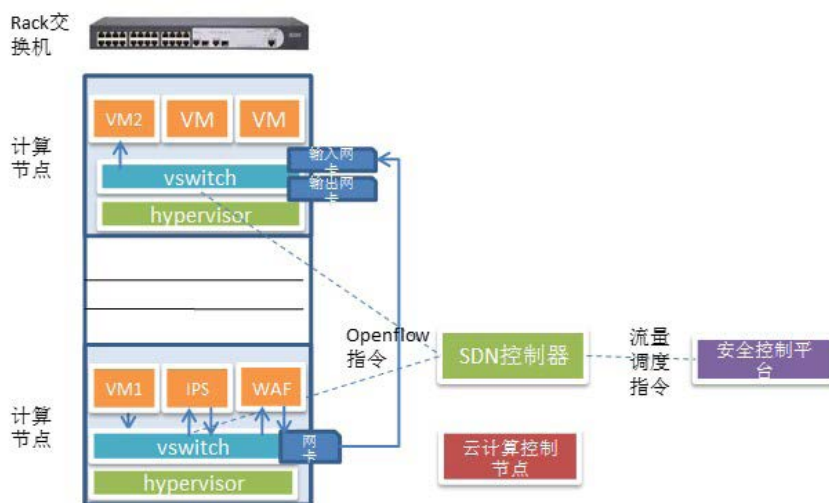 Rack交
换机
VM2
VM
VM
计算
节点
输入网
卡
vswitch
输出网
卡
hypervisor
Openflow
指令
SDN控制器
流量
调度
指令
安全控制平
台
VM1
IPS
WAF
计算
节点
vswitch
网
卡
hypervisor
云计算控制
节点